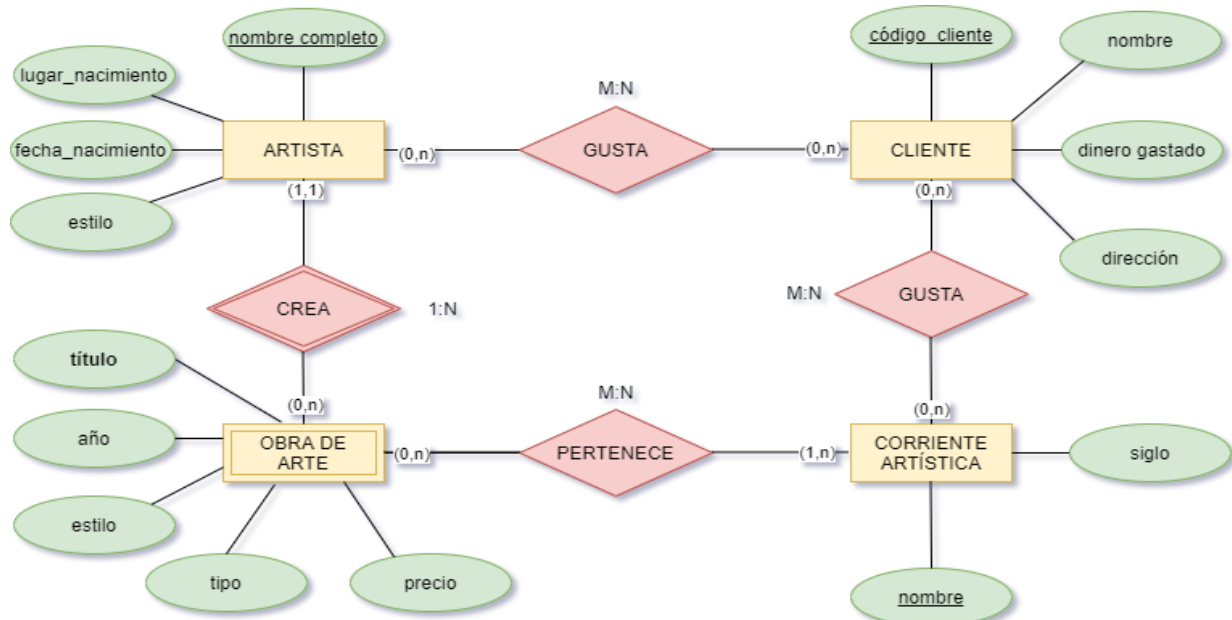 nombre completo
código_cliente
nombre
lugar_nacimiento
M:N
fecha_nacimiento
ARTISTA
(0,n)
GUSTA
(0,n)
CLIENTE
dinero gastado
(1,1)
(0,n)
estilo
dirección
CREA
1:N
M:N
GUSTA
título
M:N
(0,n)
(0,n)
año
OBRA DE
ARTE
(0,n)
PERTENECE
(1,n)
CORRIENTE
ARTÍSTICA
siglo
estilo
tipo
precio
nombre